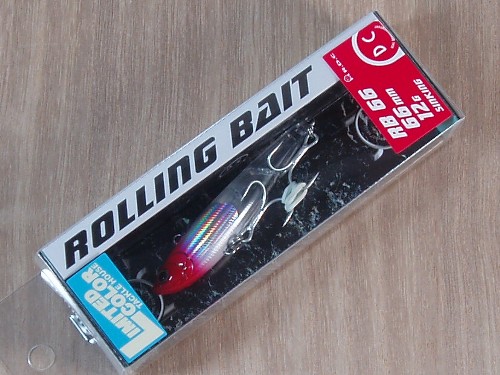 ROLLING BAIT
R.D.C
RB 66
66mm
12g
SINKING
LIMITED
COLOR
TACKLE HOUSE